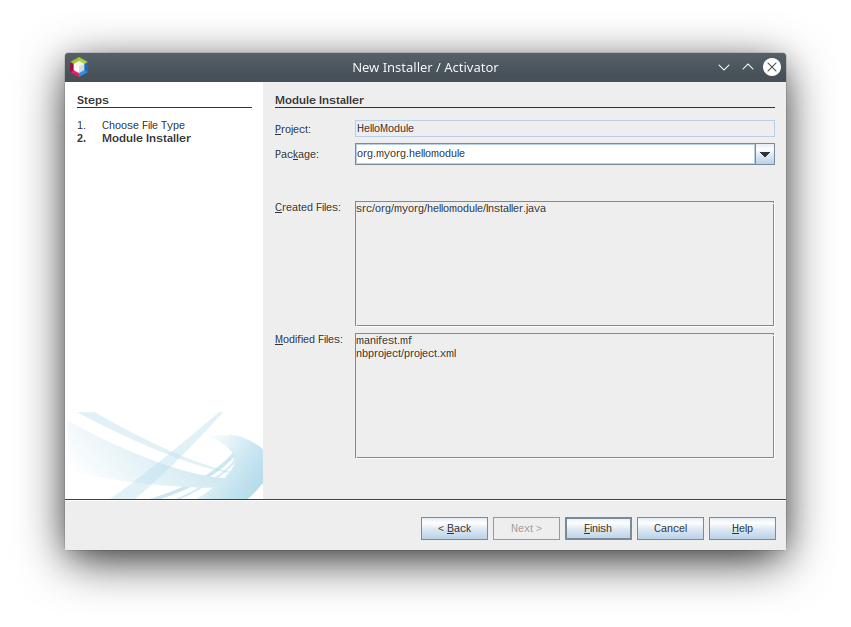 New Installer / Activator
Steps
1. Choose File Type
2. Module Installer
Module Installer
Project: HelloModule
Package: org.myorg.hellomodule
Created Files: src/org/myorg/hellomodule/Installer.java
Modified Files: manifest.mf
nbproject/project.xml
< Back Next > Finish Cancel Help